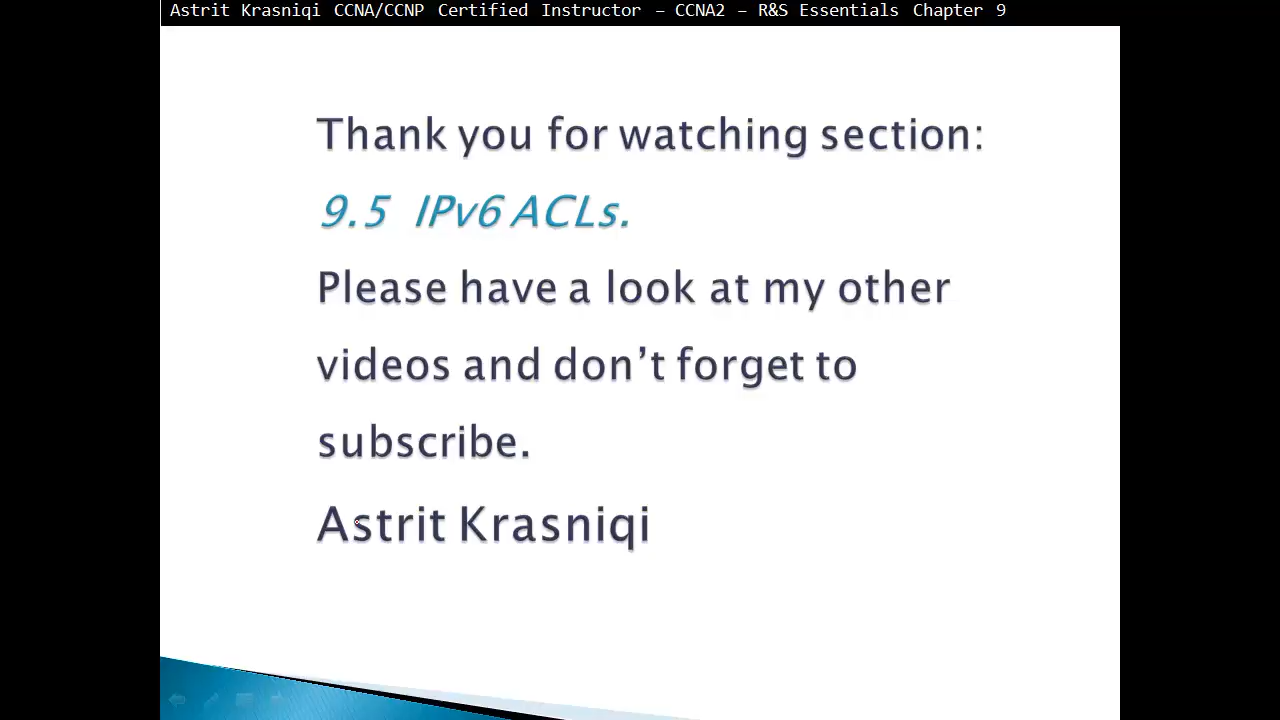 Astrit Krasniqi CCNA/CCNP Certified Instructor – CCNA2 – R&S Essentials Chapter 9
Thank you for watching section:
9.5 IPv6 ACLs.
Please have a look at my other
videos and don’t forget to
subscribe.
Astrit Krasniqi